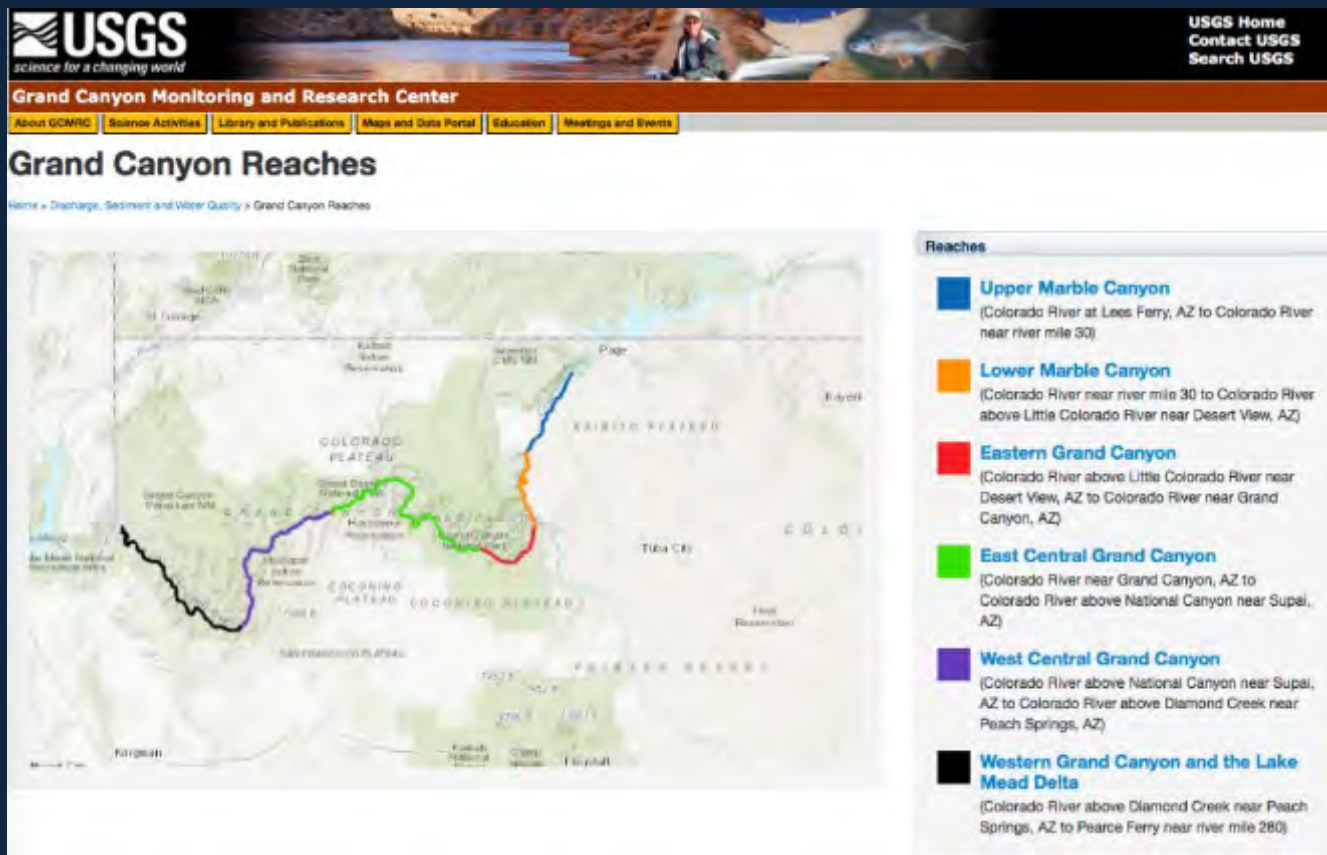 USGS
science for a changing world
USGS Home
Contact USGS
Search USGS
Grand Canyon Monitoring and Research Center
About GCMRC
Science Activities
Library and Publications
Maps and Data Portal
Education
Meetings and Events
Grand Canyon Reaches
Home » Discharge, Sediment and Water Quality » Grand Canyon Reaches
Page
COLORADO
PLATEAU
Tuba City
COCONINO
PLATEAU
COCONINO PLATEAU
SAN FRANCISCO PLATEAU
Kingman
Reaches
Upper Marble Canyon
(Colorado River at Lees Ferry, AZ to Colorado River
near river mile 30)
Lower Marble Canyon
(Colorado River near river mile 30 to Colorado River
above Little Colorado River near Desert View, AZ)
Eastern Grand Canyon
(Colorado River above Little Colorado River near
Desert View, AZ to Colorado River near Grand
Canyon, AZ)
East Central Grand Canyon
(Colorado River near Grand Canyon, AZ to
Colorado River above National Canyon near Supai,
AZ)
West Central Grand Canyon
(Colorado River above National Canyon near Supai,
AZ to Colorado River above Diamond Creek near
Peach Springs, AZ)
Western Grand Canyon and the Lake
Mead Delta
(Colorado River above Diamond Creek near Peach
Springs, AZ to Pearce Ferry near river mile 280)